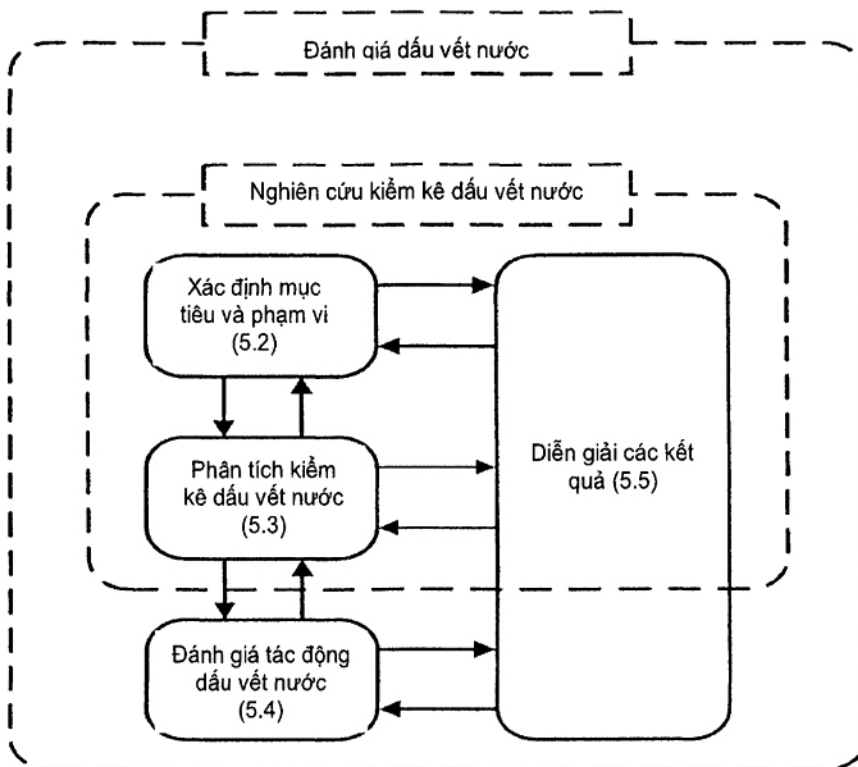 Đánh giá dấu vết nước
Nghiên cứu kiểm kê dấu vết nước
Xác định mục
tiêu và phạm vi
(5.2)
Phân tích kiểm
kê dấu vết nước
(5.3)
Diễn giải các kết
quả (5.5)
Đánh giá tác động
dấu vết nước
(5.4)